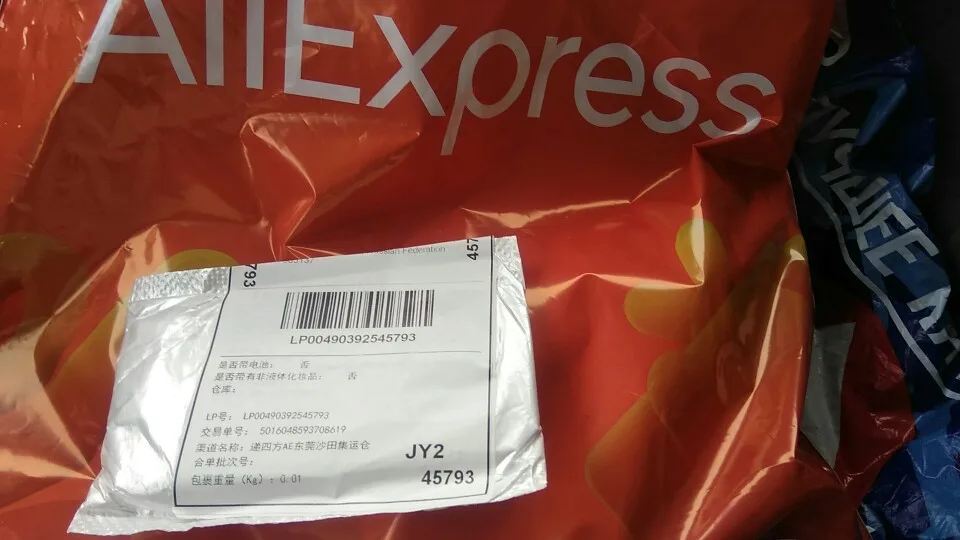 AliExpress
Federation
793
457
LP00490392545793
是否带电池: 否
是否带有非液体化妆品: 否
仓库:
LP号: LP00490392545793
交易单号: 5016048593708619
渠道名称: 递四方AE东莞沙田集运仓
合单批次号:
JY2
包裹重量 (Kg) : 0.01
45793